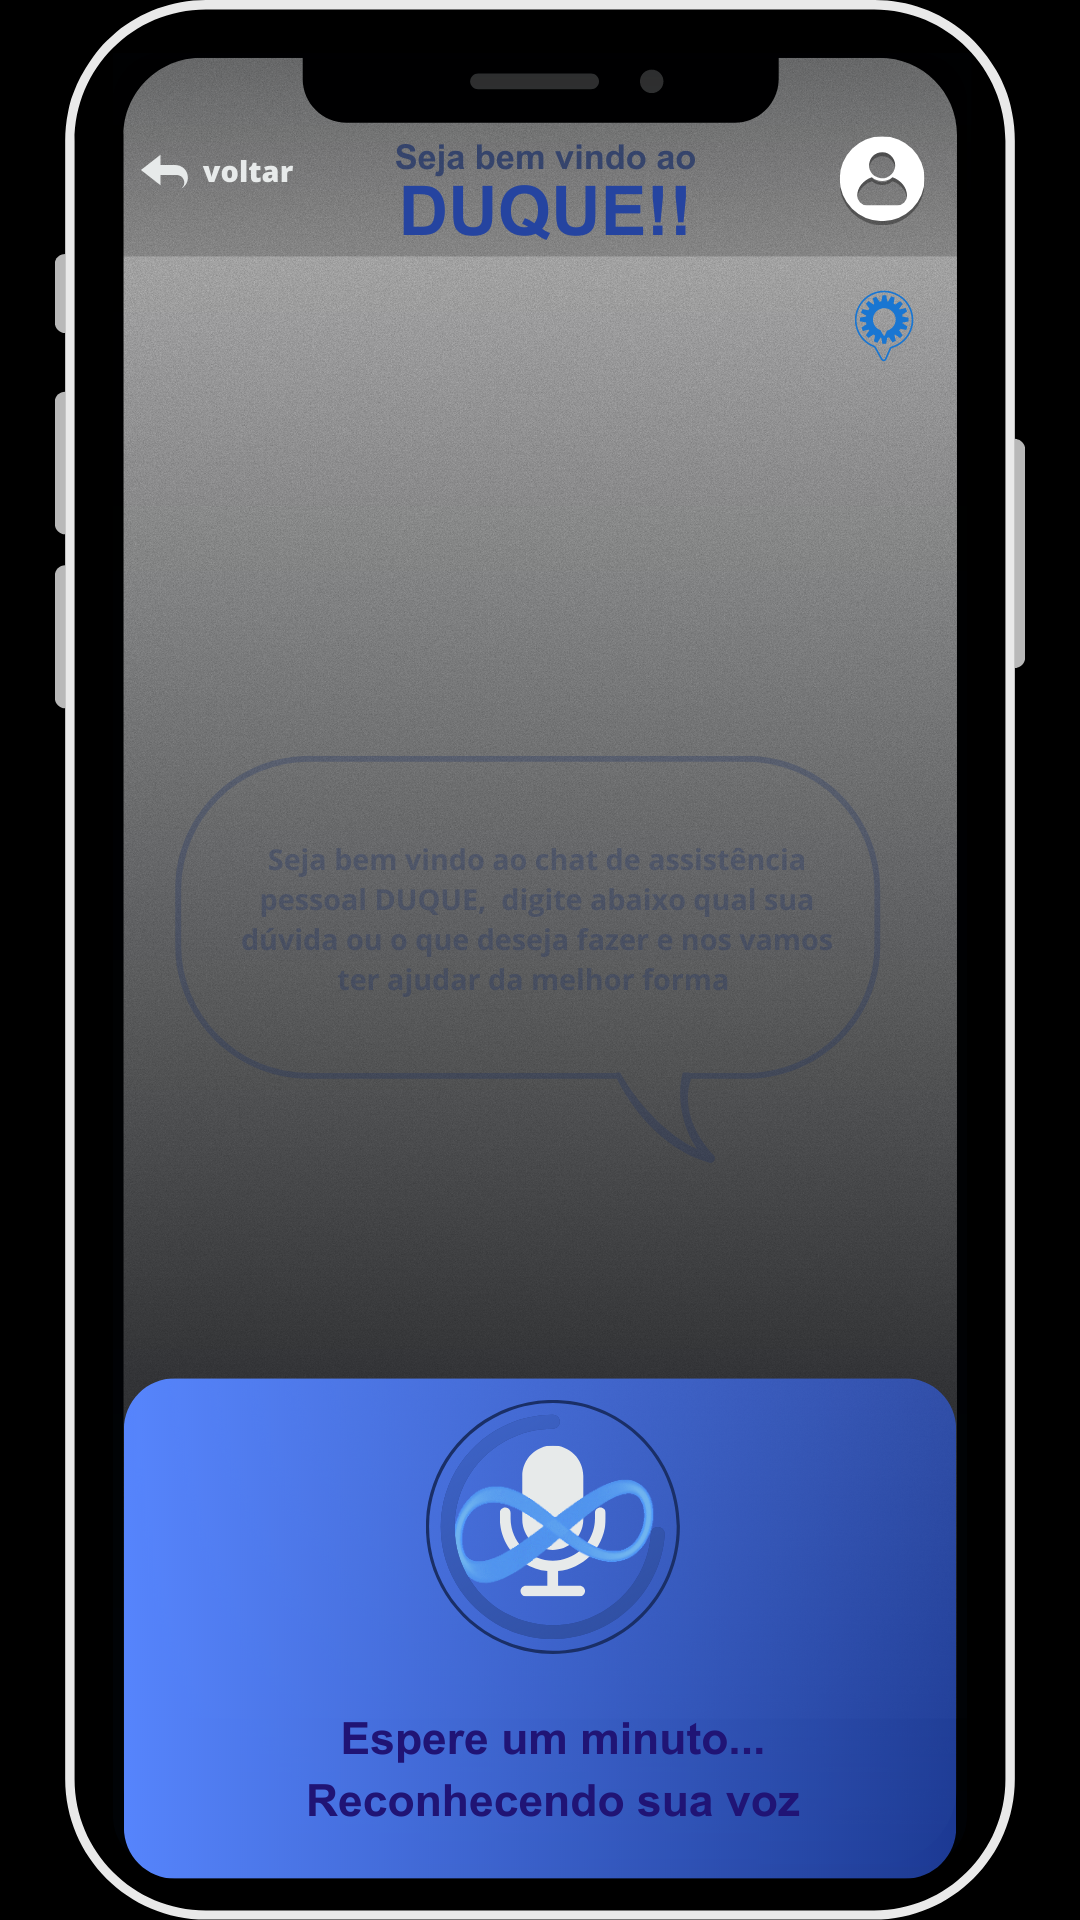 Seja bem vindo ao
voltar
DUQUE!!
Seja bem vindo ao chat de assistência
pessoal DUQUE, digite abaixo qual sua
dúvida ou o que deseja fazer e nos vamos
ter ajudar da melhor forma
Espere um minuto...
Reconhecendo sua voz